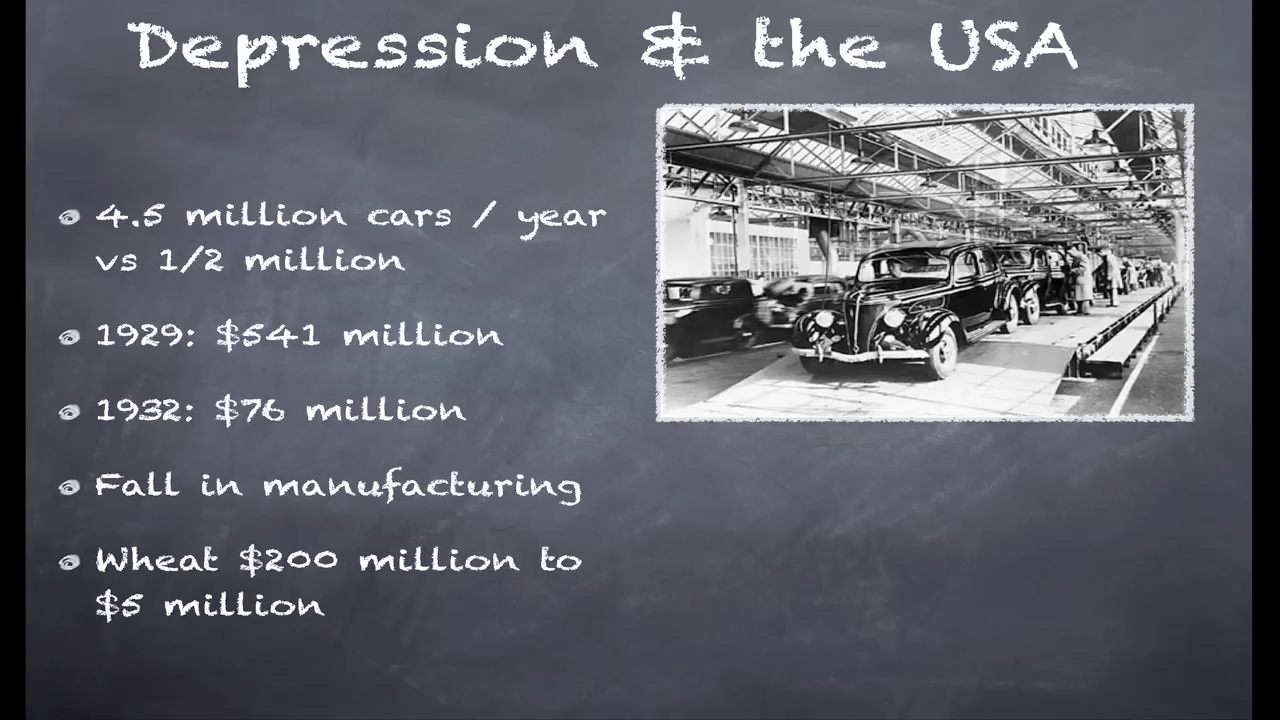 Depression & the USA
4.5 million cars / year
vs 1/2 million
1929: $541 million
1932: $76 million
Fall in manufacturing
Wheat $200 million to
$5 million